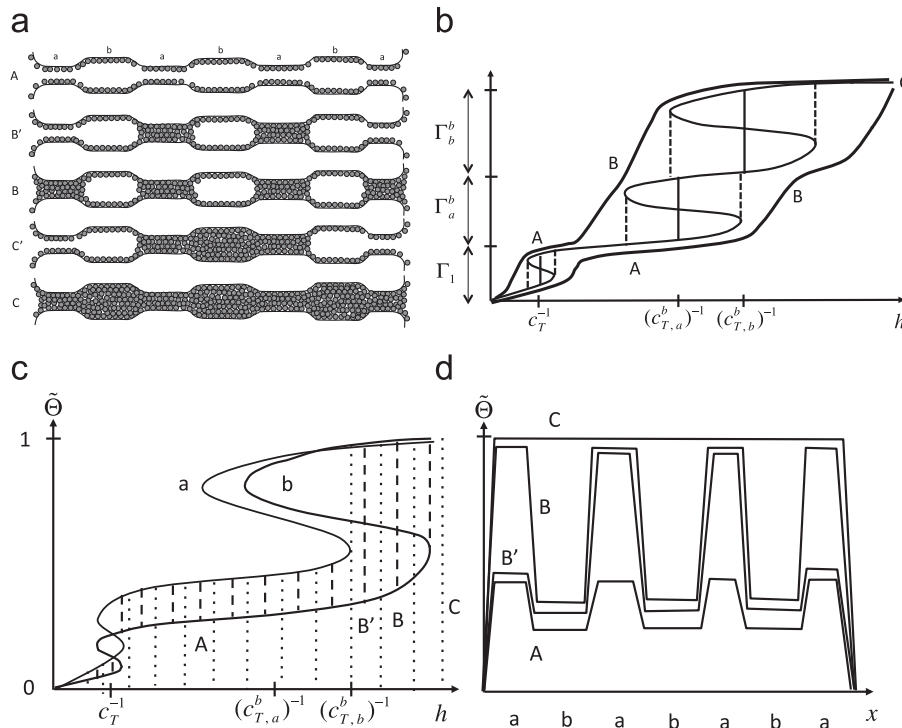 a
a b a b a b a
A
B′
B
C′
C
b
Γ_b^b
Γ_a^b
Γ_1
A
B
A
B
C
c_T^{-1} (c_{T,a}^b)^{-1} (c_{T,b}^b)^{-1} h
c
Θ̃
1
a b
A B′ B C
0
c_T^{-1} (c_{T,a}^b)^{-1} (c_{T,b}^b)^{-1} h
d
Θ̃
C
B
B′
A
x
a b a b a b a